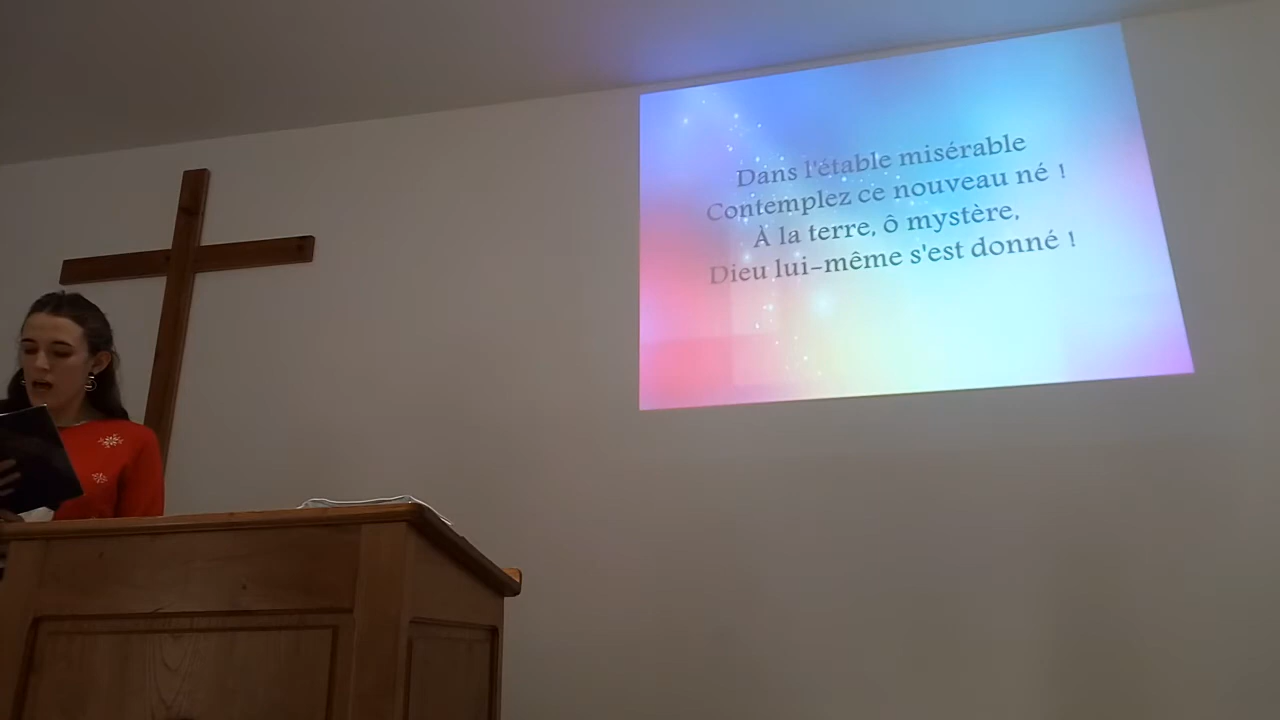 Dans l'étable misérable
Contemplez ce nouveau né !
À la terre, ô mystère,
Dieu lui-même s'est donné !